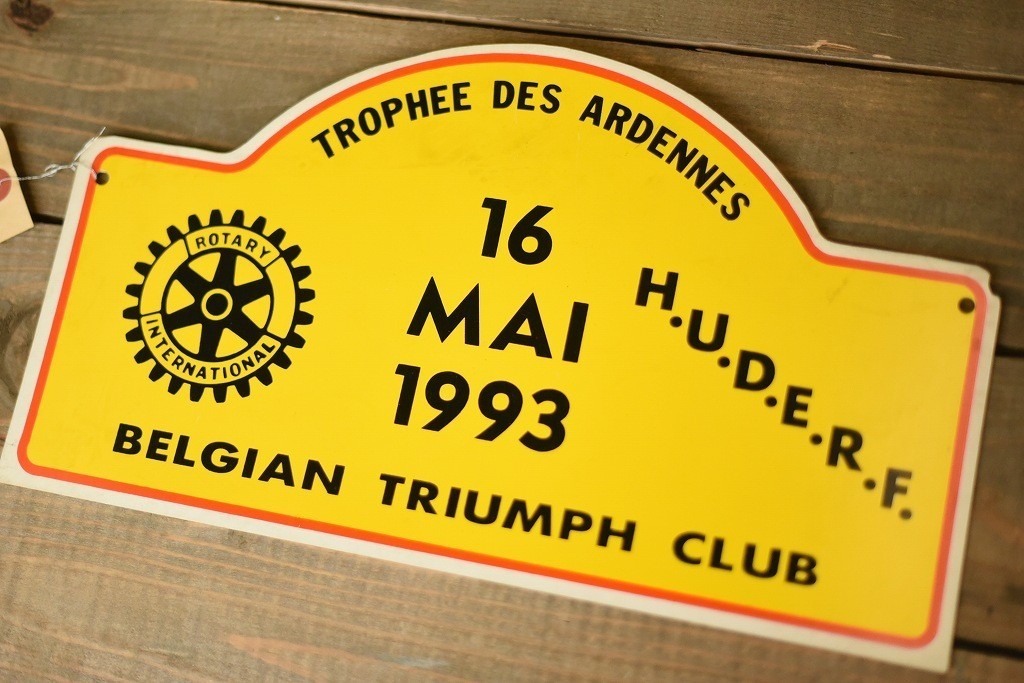 TROPHEE DES ARDENNES
ROTARY
INTERNATIONAL
16
MAI
1993
H.U.D.E.R.F.
BELGIAN TRIUMPH CLUB